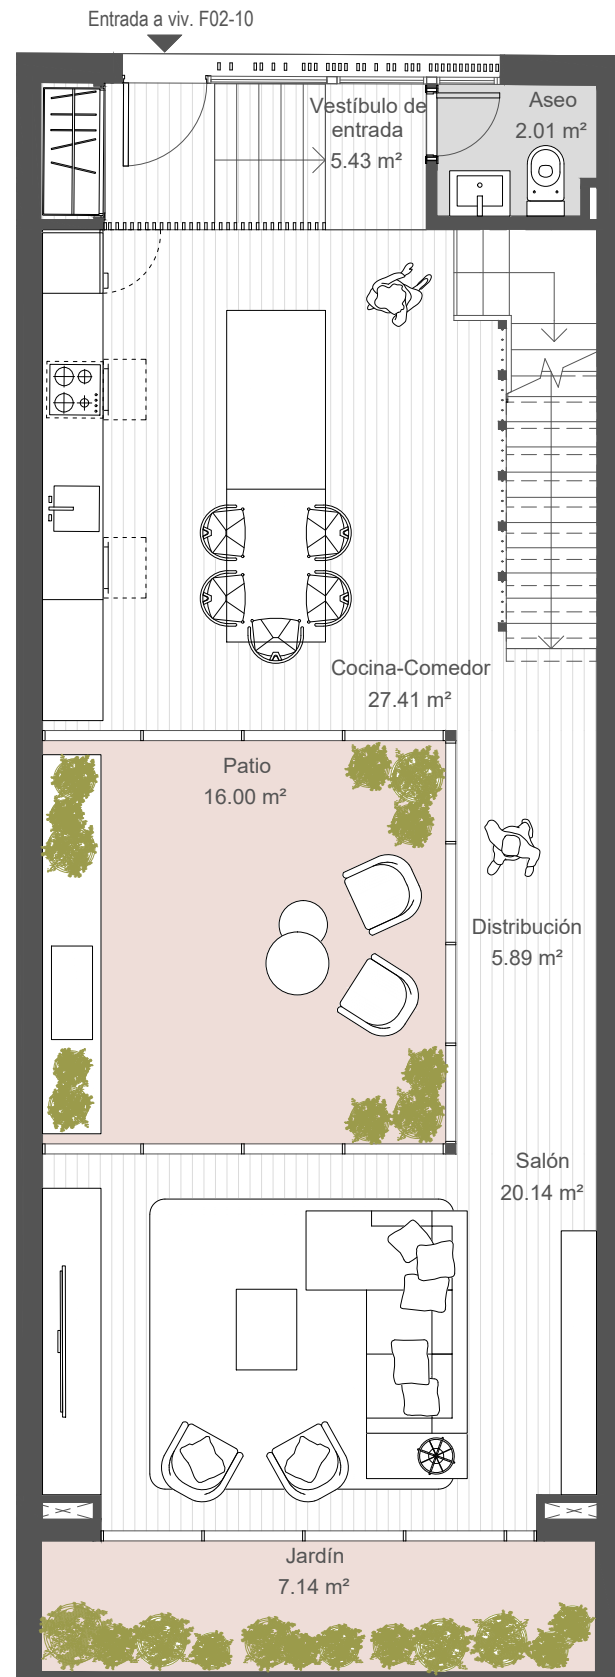 Entrada a viv. F02-10
Vestíbulo de
entrada
5.43 m²
Aseo
2.01 m²
Cocina-Comedor
27.41 m²
Patio
16.00 m²
Distribución
5.89 m²
Salón
20.14 m²
Jardín
7.14 m²